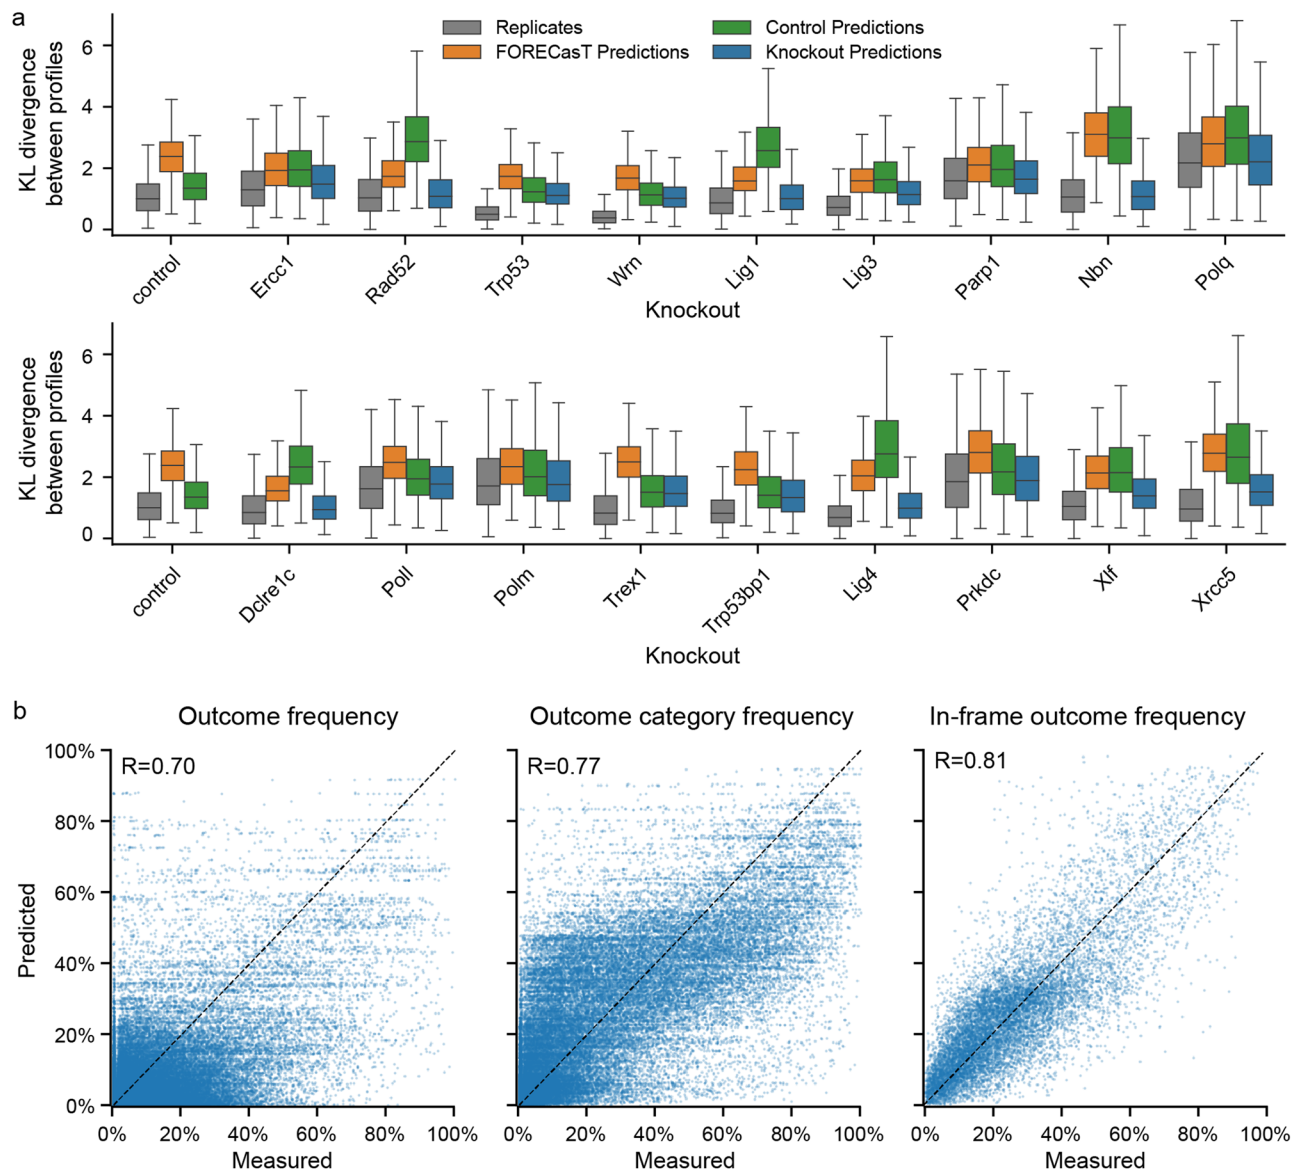 a
Replicates
FORECasT Predictions
Control Predictions
Knockout Predictions
KL divergence
between profiles
6
4
2
0
control
Ercc1
Rad52
Trp53
Wrn
Lig1
Lig3
Parp1
Nbn
Polq
Knockout
KL divergence
between profiles
6
4
2
0
control
Dclre1c
Poll
Polm
Trex1
Trp53bp1
Lig4
Prkdc
Xlf
Xrcc5
Knockout
b
Outcome frequency
Outcome category frequency
In-frame outcome frequency
R=0.70
R=0.77
R=0.81
Predicted
100%
80%
60%
40%
20%
0%
0% 20% 40% 60% 80% 100%
0% 20% 40% 60% 80% 100%
0% 20% 40% 60% 80% 100%
Measured
Measured
Measured